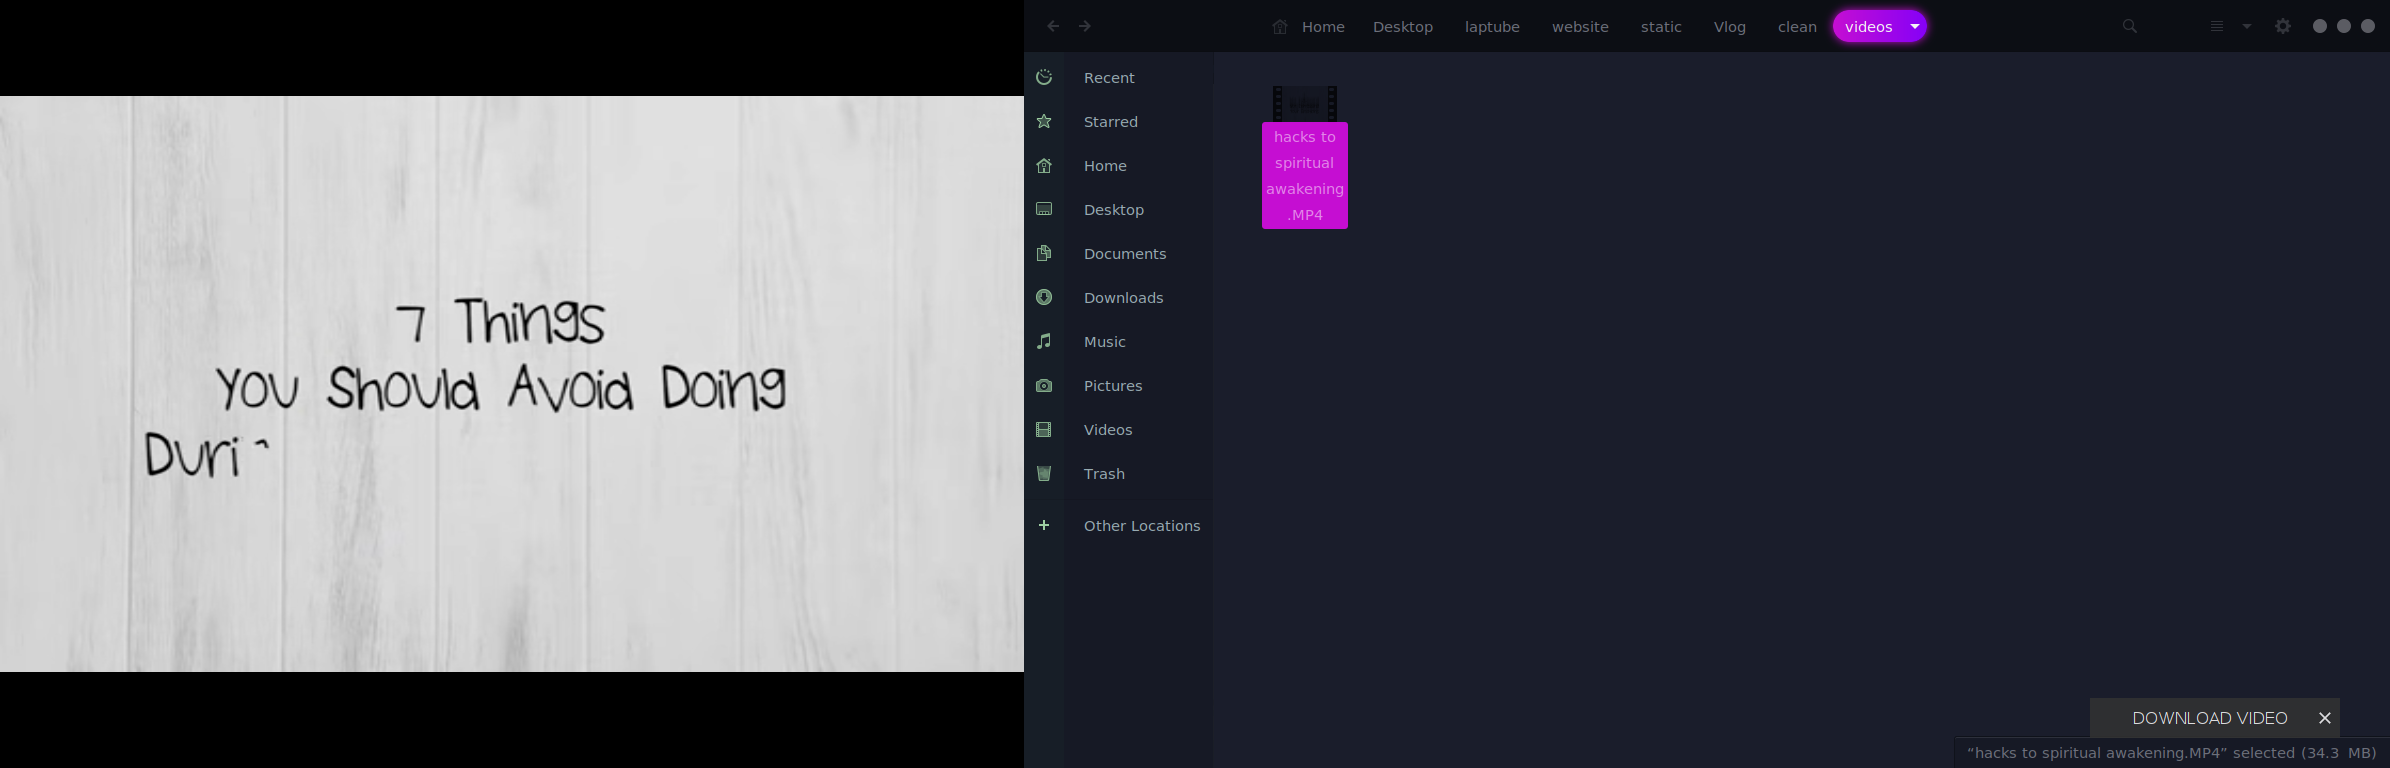 7 Things
You Should Avoid Doing
Duri
Home Desktop laptube website static Vlog clean videos
Recent
Starred
Home
Desktop
Documents
Downloads
Music
Pictures
Videos
Trash
Other Locations
hacks to
spiritual
awakening
.MP4
DOWNLOAD VIDEO
“hacks to spiritual awakening.MP4” selected (34.3 MB)